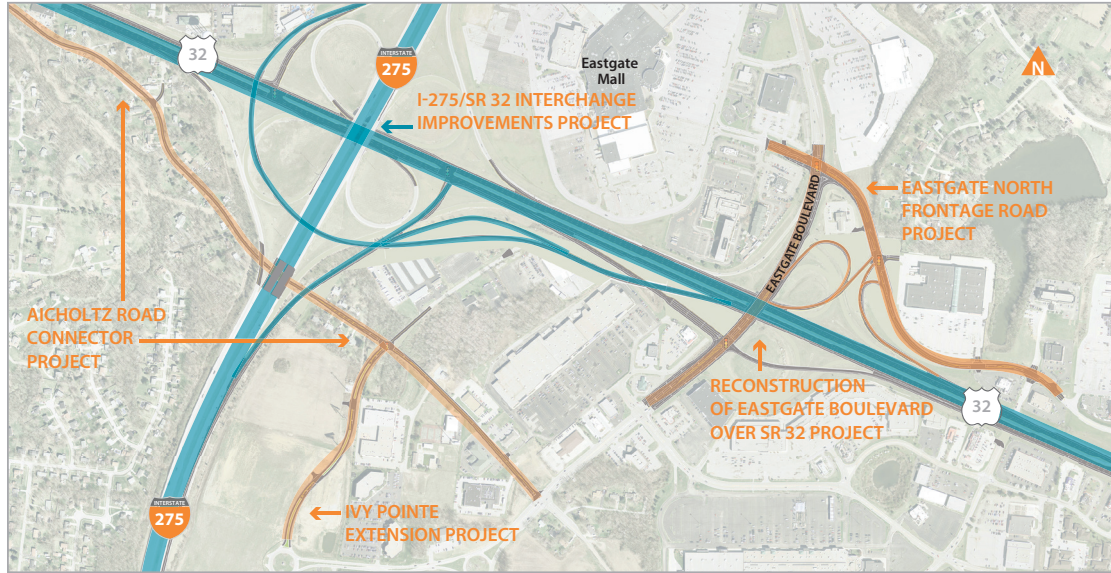 32
INTERSTATE
275
Eastgate
Mall
N
I-275/SR 32 INTERCHANGE
IMPROVEMENTS PROJECT
EASTGATE BOULEVARD
EASTGATE NORTH
FRONTAGE ROAD
PROJECT
AICHOLTZ ROAD
CONNECTOR
PROJECT
RECONSTRUCTION
OF EASTGATE BOULEVARD
OVER SR 32 PROJECT
32
INTERSTATE
275
IVY POINTE
EXTENSION PROJECT